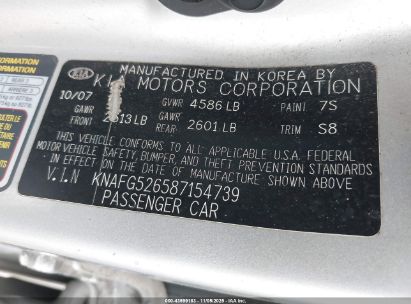 MANUFACTURED IN KOREA BY
KIA MOTORS CORPORATION
10/07 GVWR 4586 LB PAINT 7S
GAWR FRONT 2513 LB GAWR REAR 2601 LB TRIM S8
THIS VEHICLE CONFORMS TO ALL APPLICABLE U.S.A. FEDERAL
MOTOR VEHICLE SAFETY, BUMPER, AND THEFT PREVENTION STANDARDS
IN EFFECT ON THE DATE OF MANUFACTURE SHOWN ABOVE
V.I.N KNAFG526587154739
PASSENGER CAR